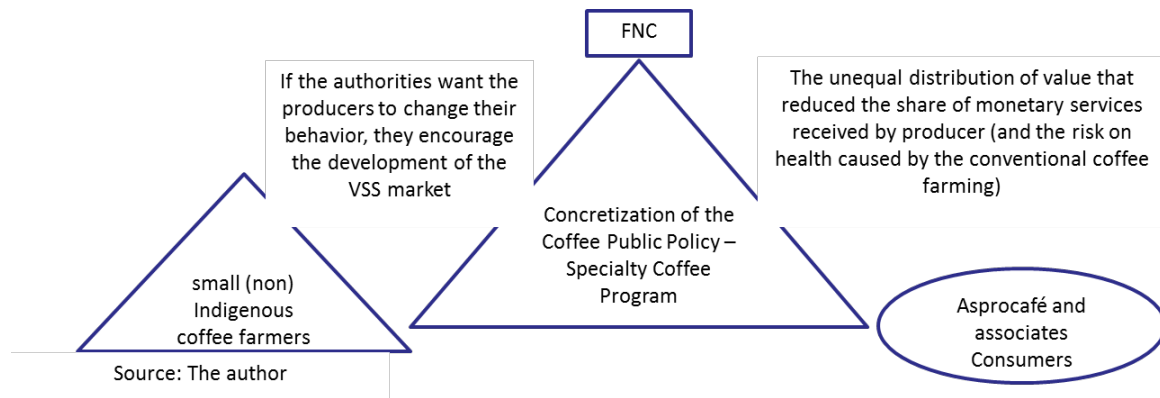 FNC
If the authorities want the
producers to change their
behavior, they encourage
the development of the
VSS market
The unequal distribution of value that
reduced the share of monetary services
received by producer (and the risk on
health caused by the conventional coffee
farming)
Concretization of the
Coffee Public Policy –
Specialty Coffee
Program
small (non)
Indigenous
coffee farmers
Asprocafé and
associates
Consumers
Source: The author